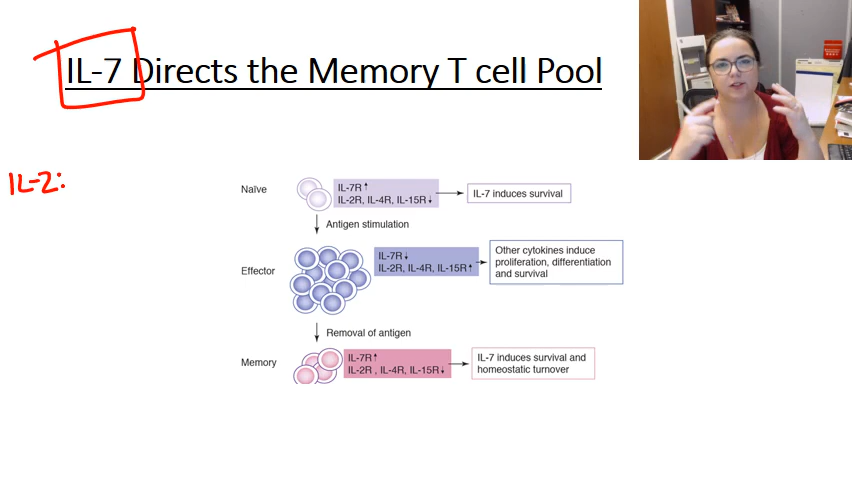 IL-7 Directs the Memory T cell Pool
IL-2:
Naïve
IL-7R↑
IL-2R, IL-4R, IL-15R↓
IL-7 induces survival
Antigen stimulation
Effector
IL-7R↓
IL-2R, IL-4R, IL-15R↑
Other cytokines induce
proliferation, differentiation
and survival
Removal of antigen
Memory
IL-7R↑
IL-2R , IL-4R, IL-15R↓
IL-7 induces survival and
homeostatic turnover